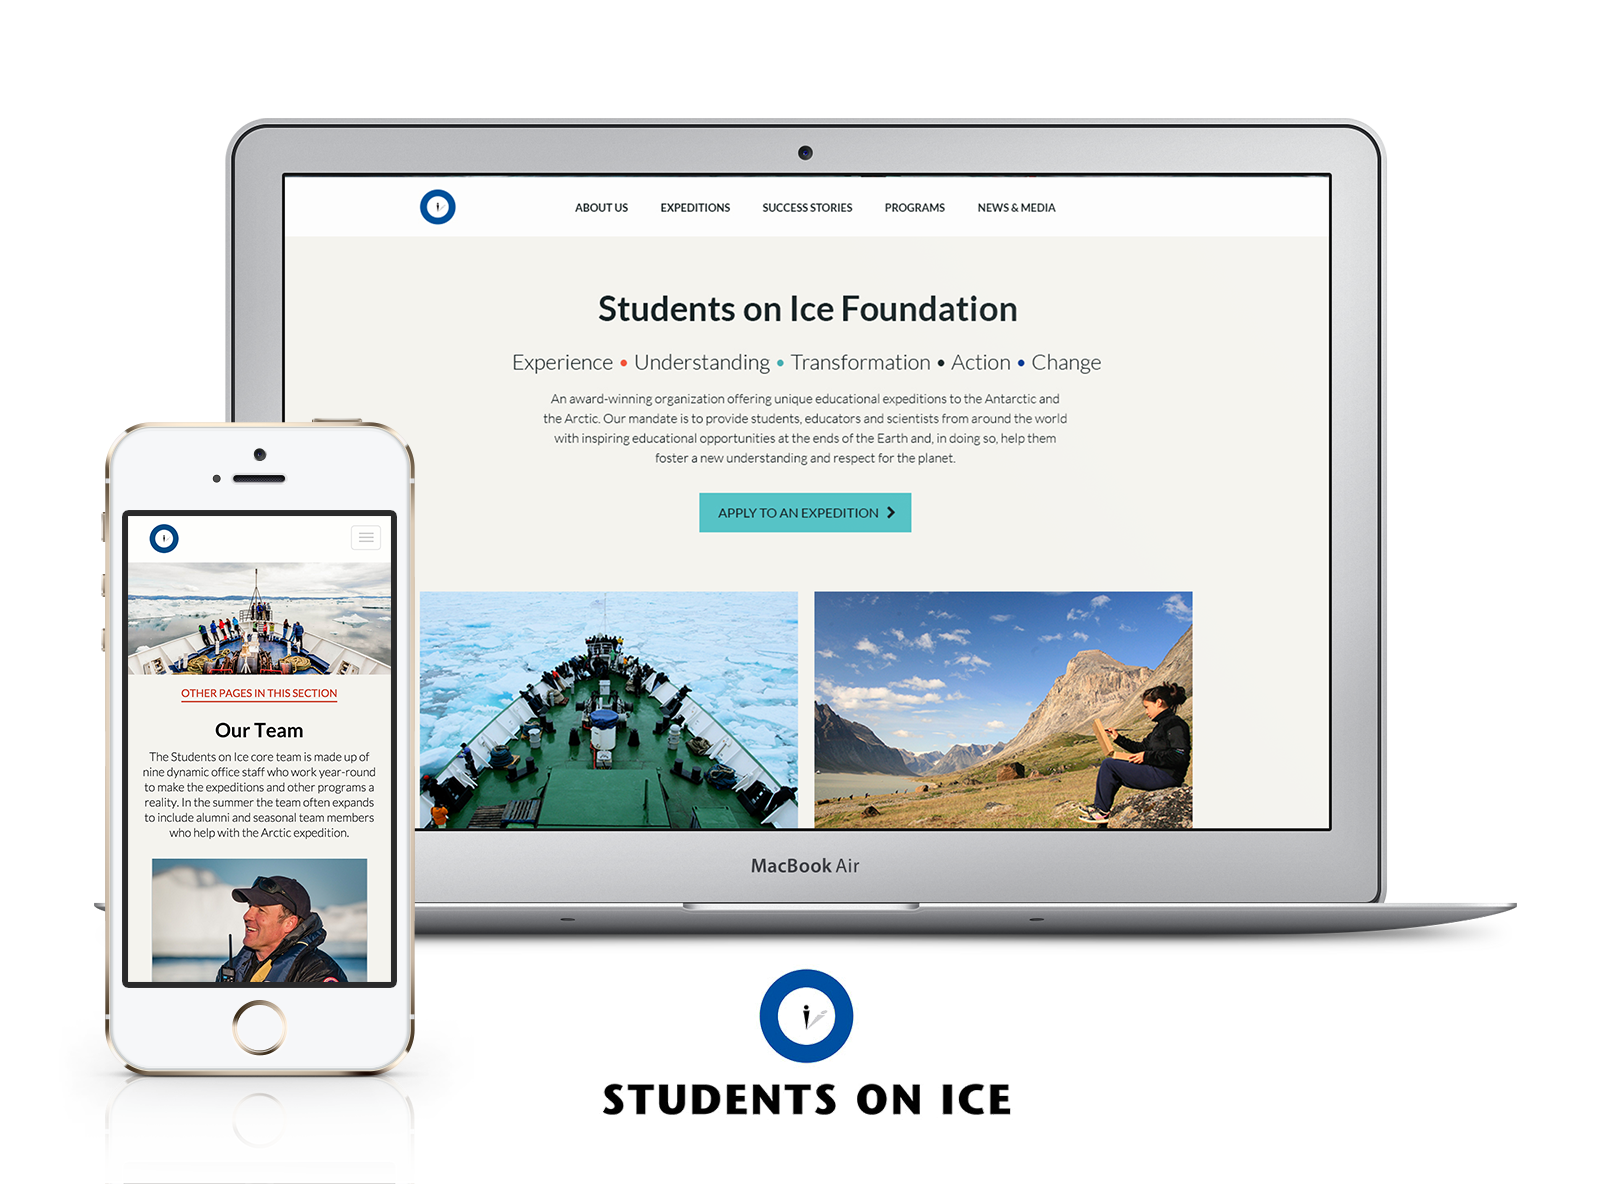 ABOUT US EXPEDITIONS SUCCESS STORIES PROGRAMS NEWS & MEDIA
Students on Ice Foundation
Experience • Understanding • Transformation • Action • Change
An award-winning organization offering unique educational expeditions to the Antarctic and
the Arctic. Our mandate is to provide students, educators and scientists from around the world
with inspiring educational opportunities at the ends of the Earth and, in doing so, help them
foster a new understanding and respect for the planet.
APPLY TO AN EXPEDITION
MacBook Air
OTHER PAGES IN THIS SECTION
Our Team
The Students on Ice core team is made up of
nine dynamic office staff who work year-round
to make the expeditions and other programs a
reality. In the summer the team often expands
to include alumni and seasonal team members
who help with the Arctic expedition.
STUDENTS ON ICE